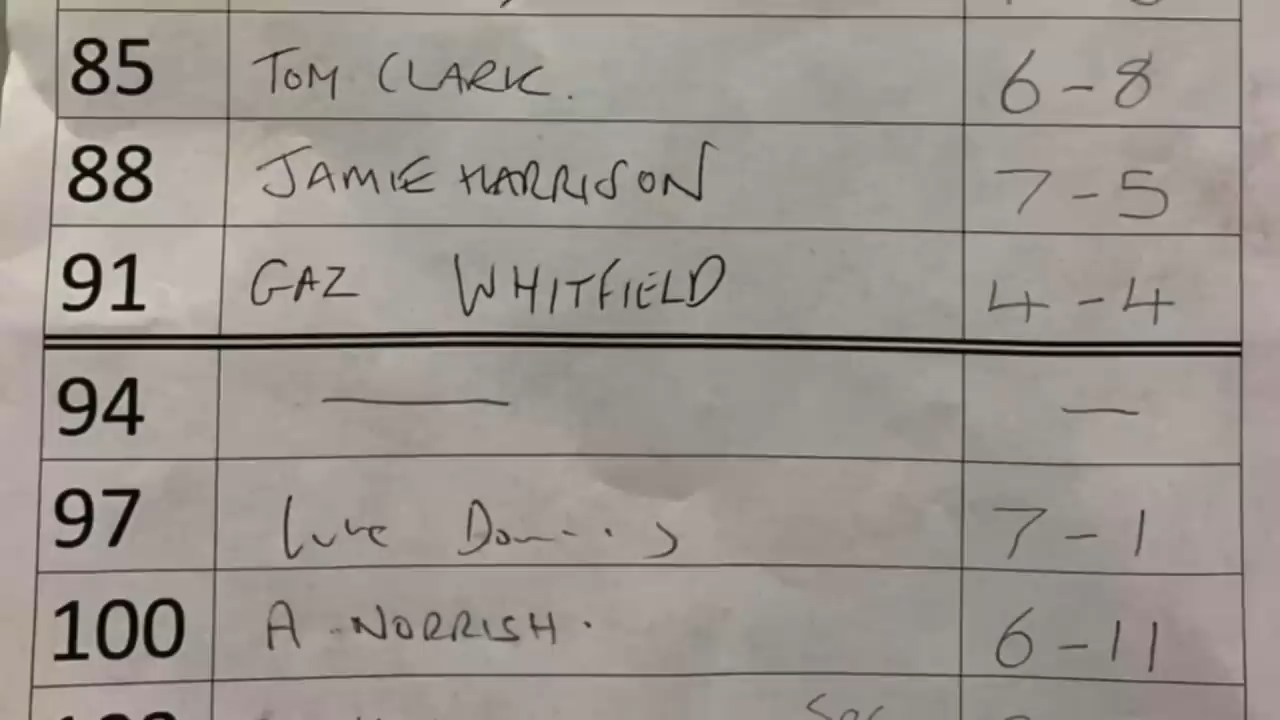 85 TOM CLARK. 6-8
88 JAMIE HARRISON 7-5
91 GAZ WHITFIELD 4-4
94 — —
97 Luke 7-1
100 A NORRISH. 6-11